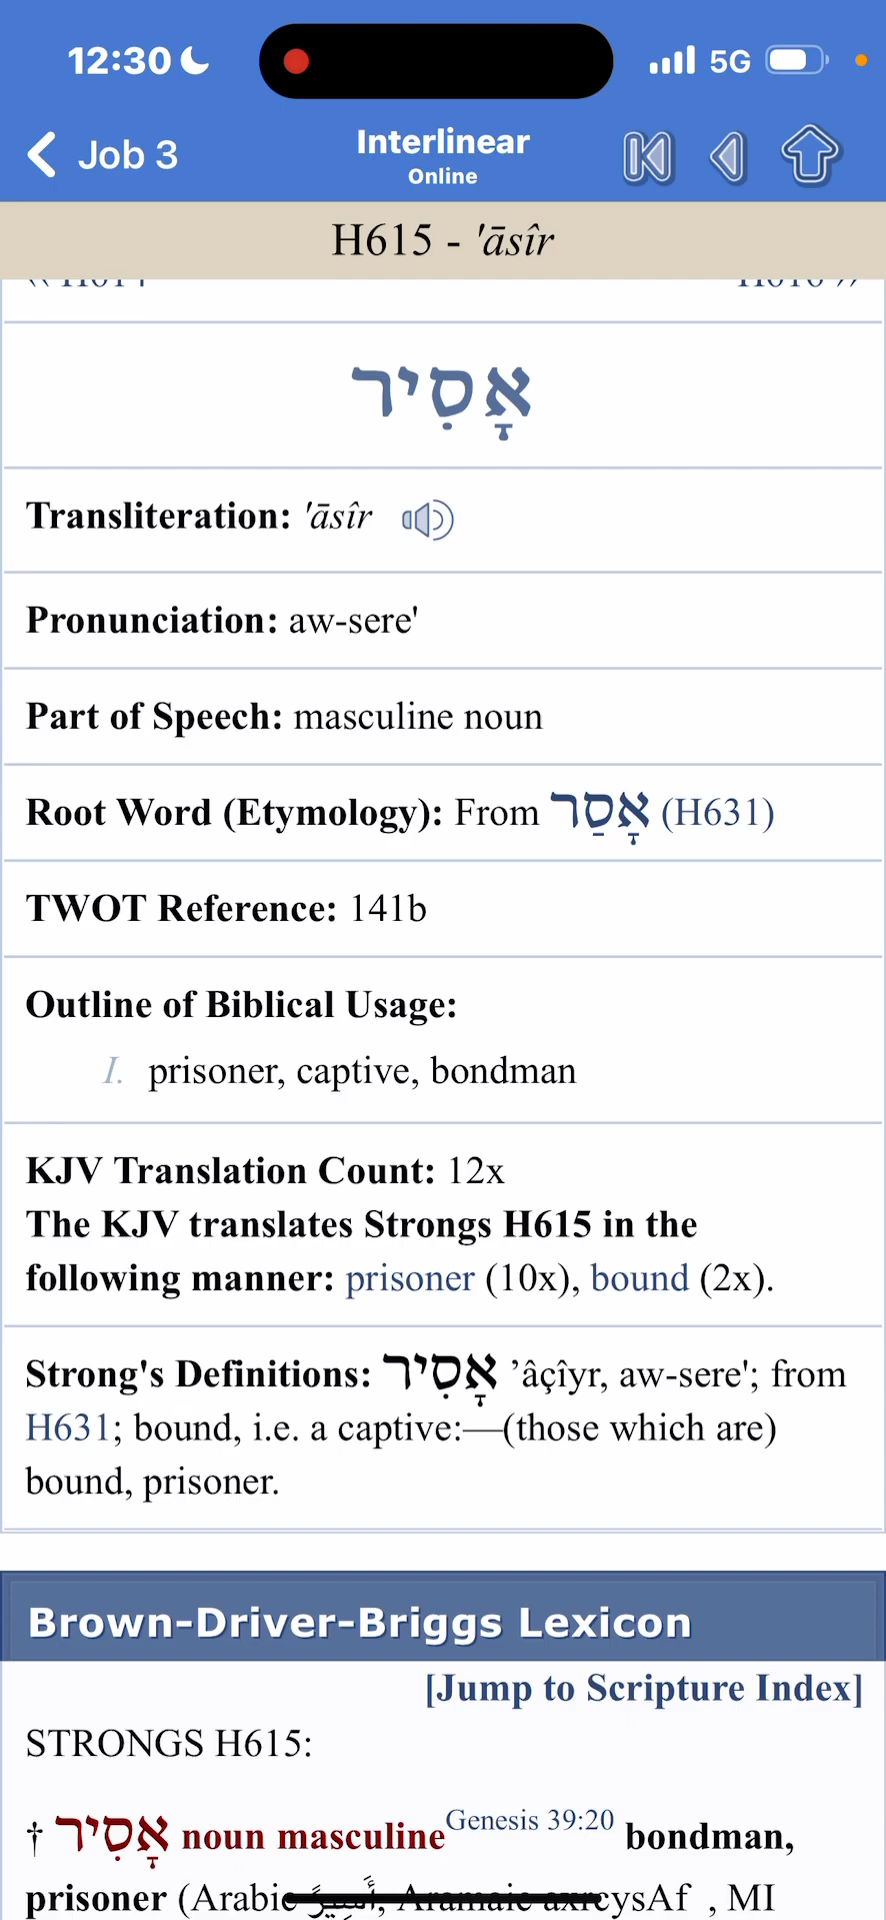 12:30
5G
Job 3
Interlinear
Online
H615 - 'āsîr
אָסִיר
Transliteration: 'āsîr
Pronunciation: aw-sere'
Part of Speech: masculine noun
Root Word (Etymology): From אָסַר (H631)
TWOT Reference: 141b
Outline of Biblical Usage:
I. prisoner, captive, bondman
KJV Translation Count: 12x
The KJV translates Strongs H615 in the
following manner: prisoner (10x), bound (2x).
Strong's Definitions: אָסִיר ʼâçîyr, aw-sere'; from
H631; bound, i.e. a captive:—(those which are)
bound, prisoner.
Brown-Driver-Briggs Lexicon
[Jump to Scripture Index]
STRONGS H615:
† אָסִיר noun masculine Genesis 39:20 bondman,
prisoner (Arabic أَسِيرٌ, Aramaic , MI